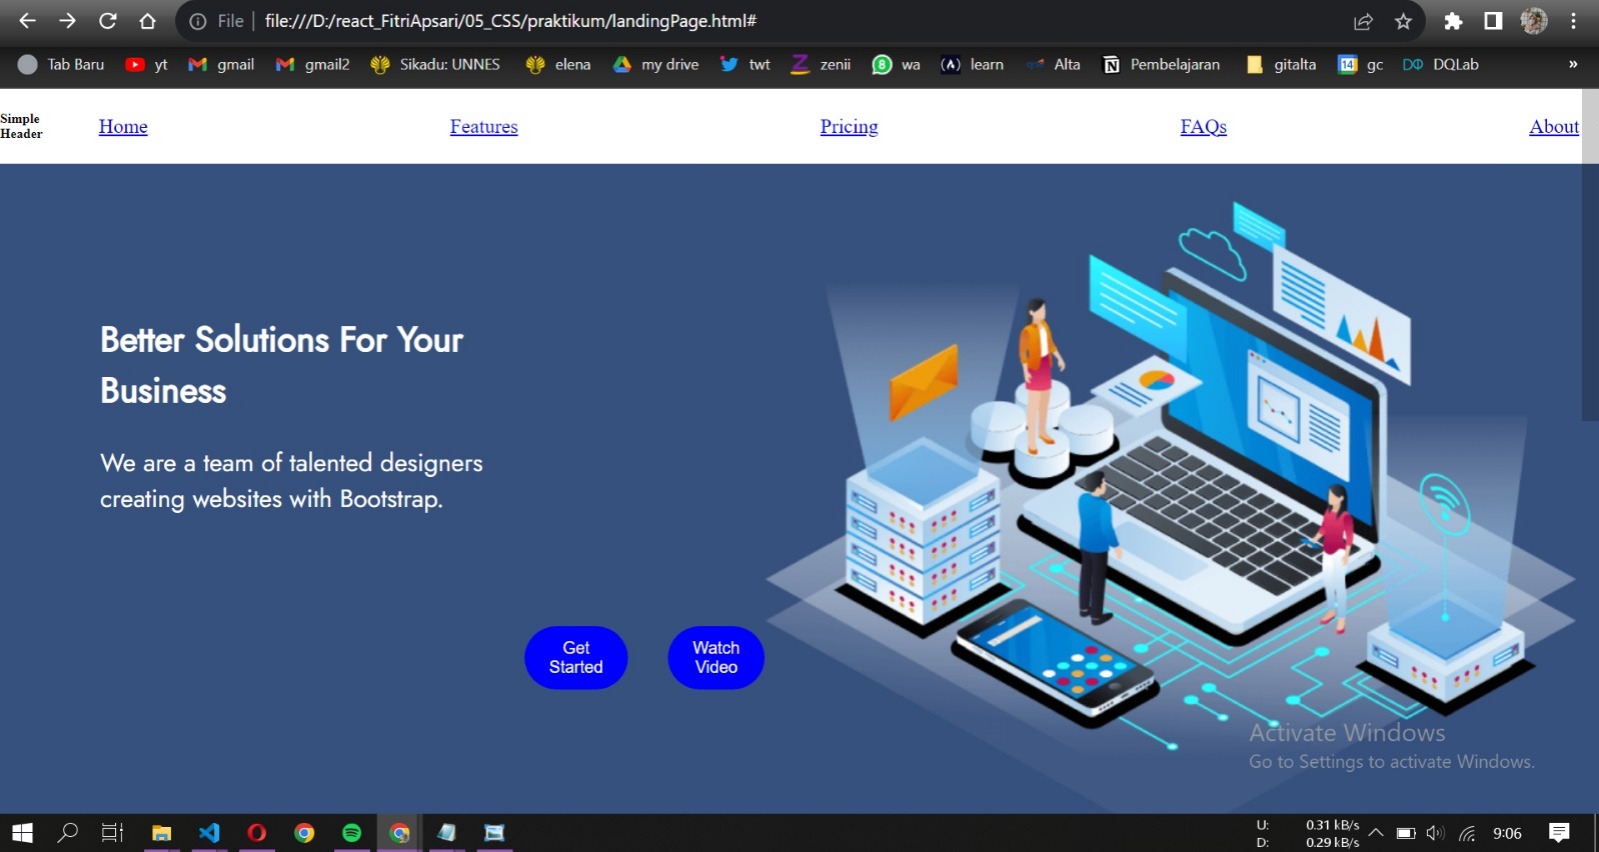 File | file:///D:/react_FitriApsari/05_CSS/praktikum/landingPage.html#
Tab Baru yt gmail gmail2 Sikadu: UNNES elena my drive twt zenii wa learn Alta Pembelajaran gitalta 14 gc DQLab »
Simple
Header
Home Features Pricing FAQs About
Better Solutions For Your
Business
We are a team of talented designers
creating websites with Bootstrap.
Get
Started
Watch
Video
Activate Windows
Go to Settings to activate Windows.
U: 0.31 kB/s
D: 0.29 kB/s
9:06